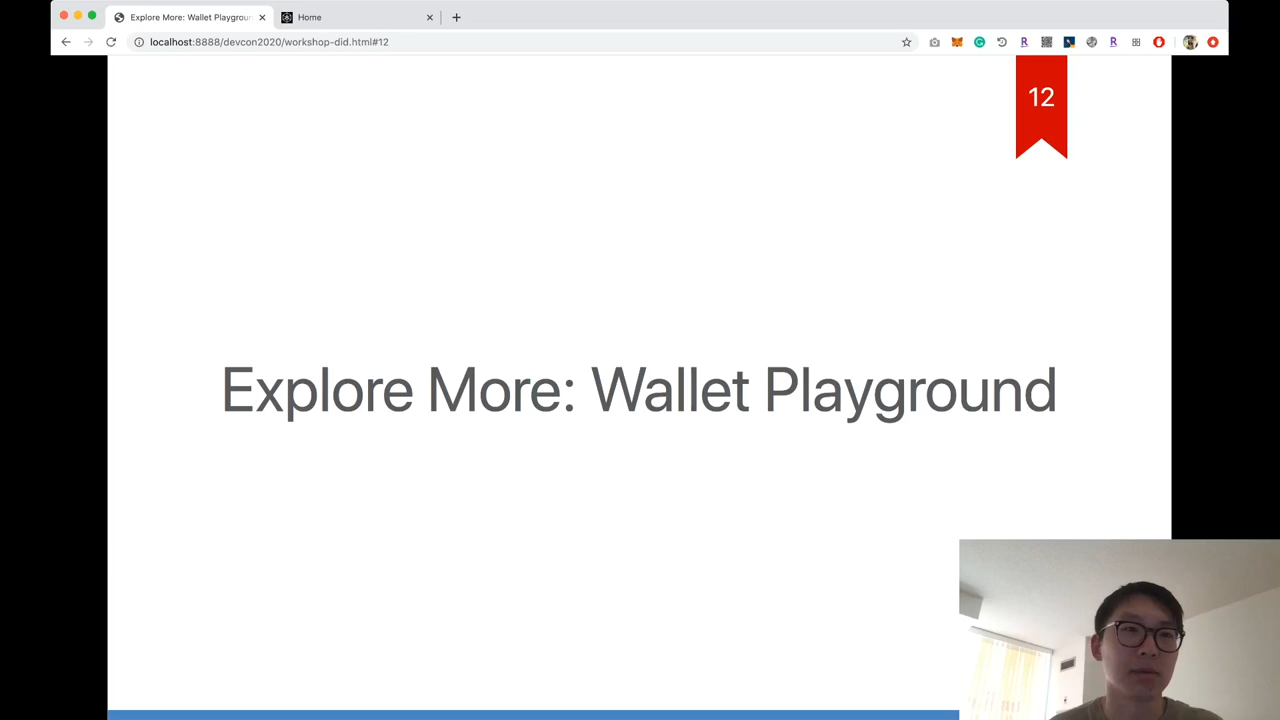 Explore More: Wallet Playgroun
Home
localhost:8888/devcon2020/workshop-did.html#12
12
Explore More: Wallet Playground